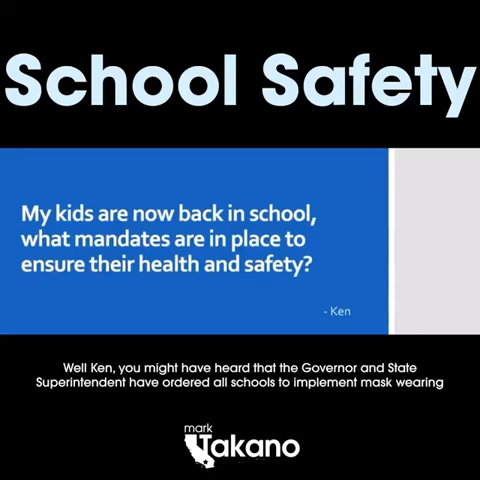 School Safety
My kids are now back in school,
what mandates are in place to
ensure their health and safety?
- Ken
Well Ken, you might have heard that the Governor and State
Superintendent have ordered all schools to implement mask wearing
mark
Takano